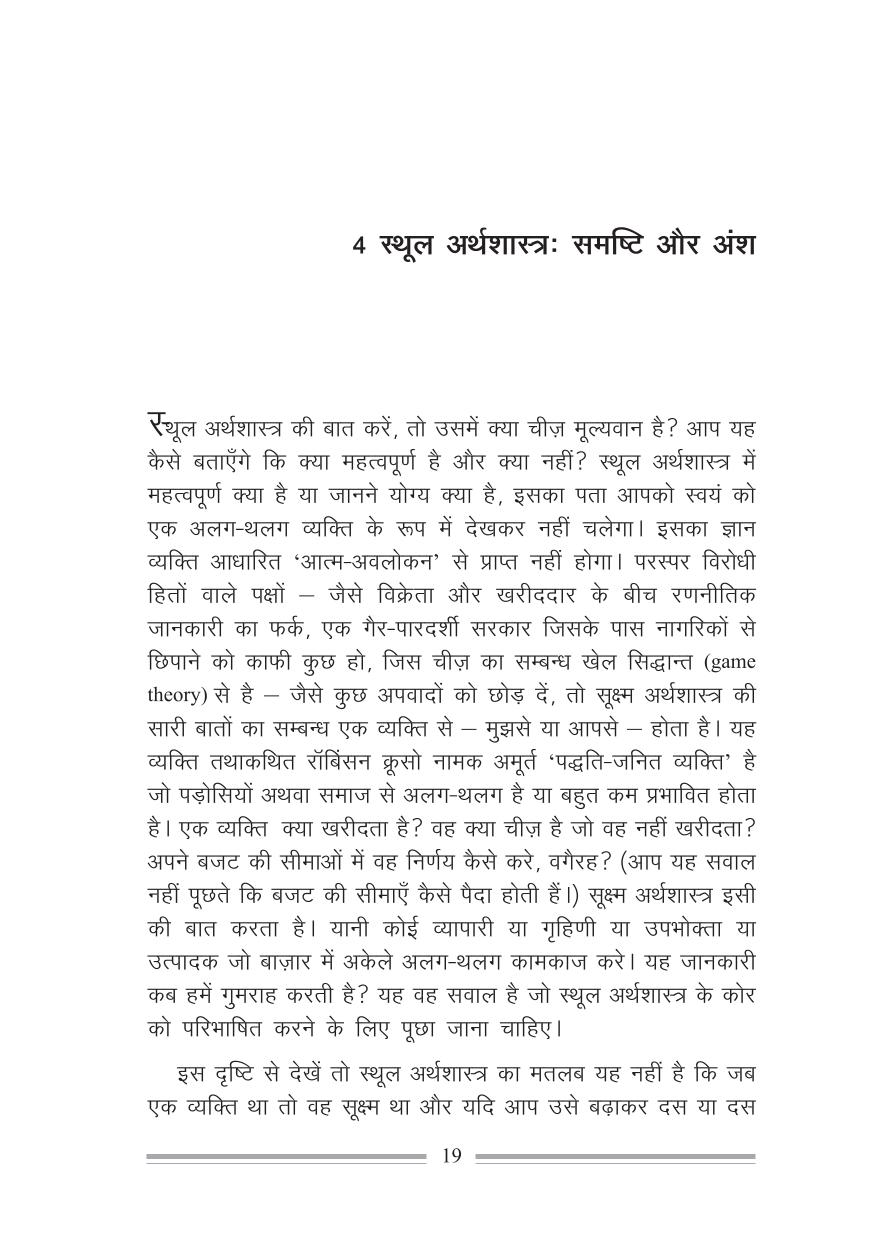 4 स्थूल अर्थशास्त्र: समष्टि और अंश
स्थूल अर्थशास्त्र की बात करें, तो उसमें क्या चीज़ मूल्यवान है? आप यह
कैसे बताएँगे कि क्या महत्वपूर्ण है और क्या नहीं? स्थूल अर्थशास्त्र में
महत्वपूर्ण क्या है या जानने योग्य क्या है, इसका पता आपको स्वयं को
एक अलग-थलग व्यक्ति के रूप में देखकर नहीं चलेगा। इसका ज्ञान
व्यक्ति आधारित ‘आत्म-अवलोकन’ से प्राप्त नहीं होगा। परस्पर विरोधी
हितों वाले पक्षों – जैसे विक्रेता और खरीददार के बीच रणनीतिक
जानकारी का फर्क, एक गैर-पारदर्शी सरकार जिसके पास नागरिकों से
छिपाने को काफी कुछ हो, जिस चीज़ का सम्बन्ध खेल सिद्धान्त (game
theory) से है – जैसे कुछ अपवादों को छोड़ दें, तो सूक्ष्म अर्थशास्त्र की
सारी बातों का सम्बन्ध एक व्यक्ति से – मुझसे या आपसे – होता है। यह
व्यक्ति तथाकथित रॉबिंसन क्रूसो नामक अमूर्त ‘पद्धति-जनित व्यक्ति’ है
जो पड़ोसियों अथवा समाज से अलग-थलग है या बहुत कम प्रभावित होता
है। एक व्यक्ति क्या खरीदता है? वह क्या चीज़ है जो वह नहीं खरीदता?
अपने बजट की सीमाओं में वह निर्णय कैसे करे, वगैरह? (आप यह सवाल
नहीं पूछते कि बजट की सीमाएँ कैसे पैदा होती हैं।) सूक्ष्म अर्थशास्त्र इसी
की बात करता है। यानी कोई व्यापारी या गृहिणी या उपभोक्ता या
उत्पादक जो बाज़ार में अकेले अलग-थलग कामकाज करे। यह जानकारी
कब हमें गुमराह करती है? यह वह सवाल है जो स्थूल अर्थशास्त्र के कोर
को परिभाषित करने के लिए पूछा जाना चाहिए।
इस दृष्टि से देखें तो स्थूल अर्थशास्त्र का मतलब यह नहीं है कि जब
एक व्यक्ति था तो वह सूक्ष्म था और यदि आप उसे बढ़ाकर दस या दस
19